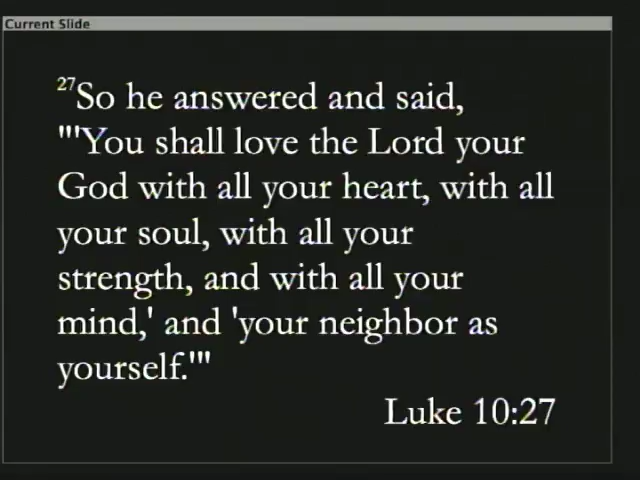 Current Slide
27So he answered and said,
"'You shall love the Lord your
God with all your heart, with all
your soul, with all your
strength, and with all your
mind,' and 'your neighbor as
yourself.'"
Luke 10:27